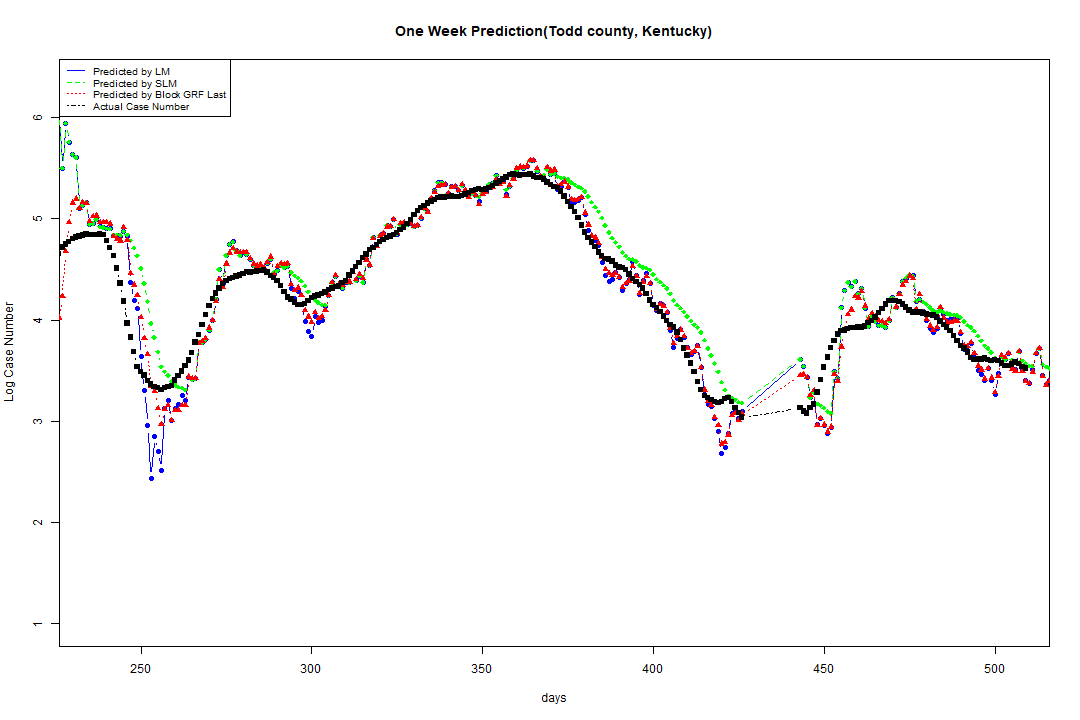 One Week Prediction(Todd county, Kentucky)
Predicted by LM
Predicted by SLM
Predicted by Block GRF Last
Actual Case Number
6
5
4
3
2
1
Log Case Number
250 300 350 400 450 500
days